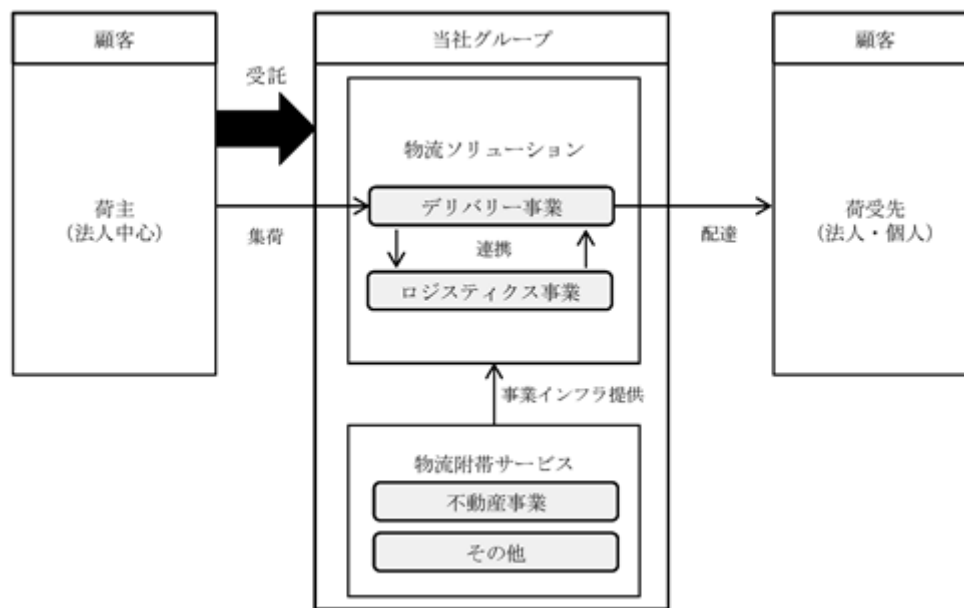 顧客
当社グループ
顧客
受託
物流ソリューション
荷主
（法人中心）
集荷
デリバリー事業
連携
ロジスティクス事業
配達
荷受先
（法人・個人）
事業インフラ提供
物流附帯サービス
不動産事業
その他